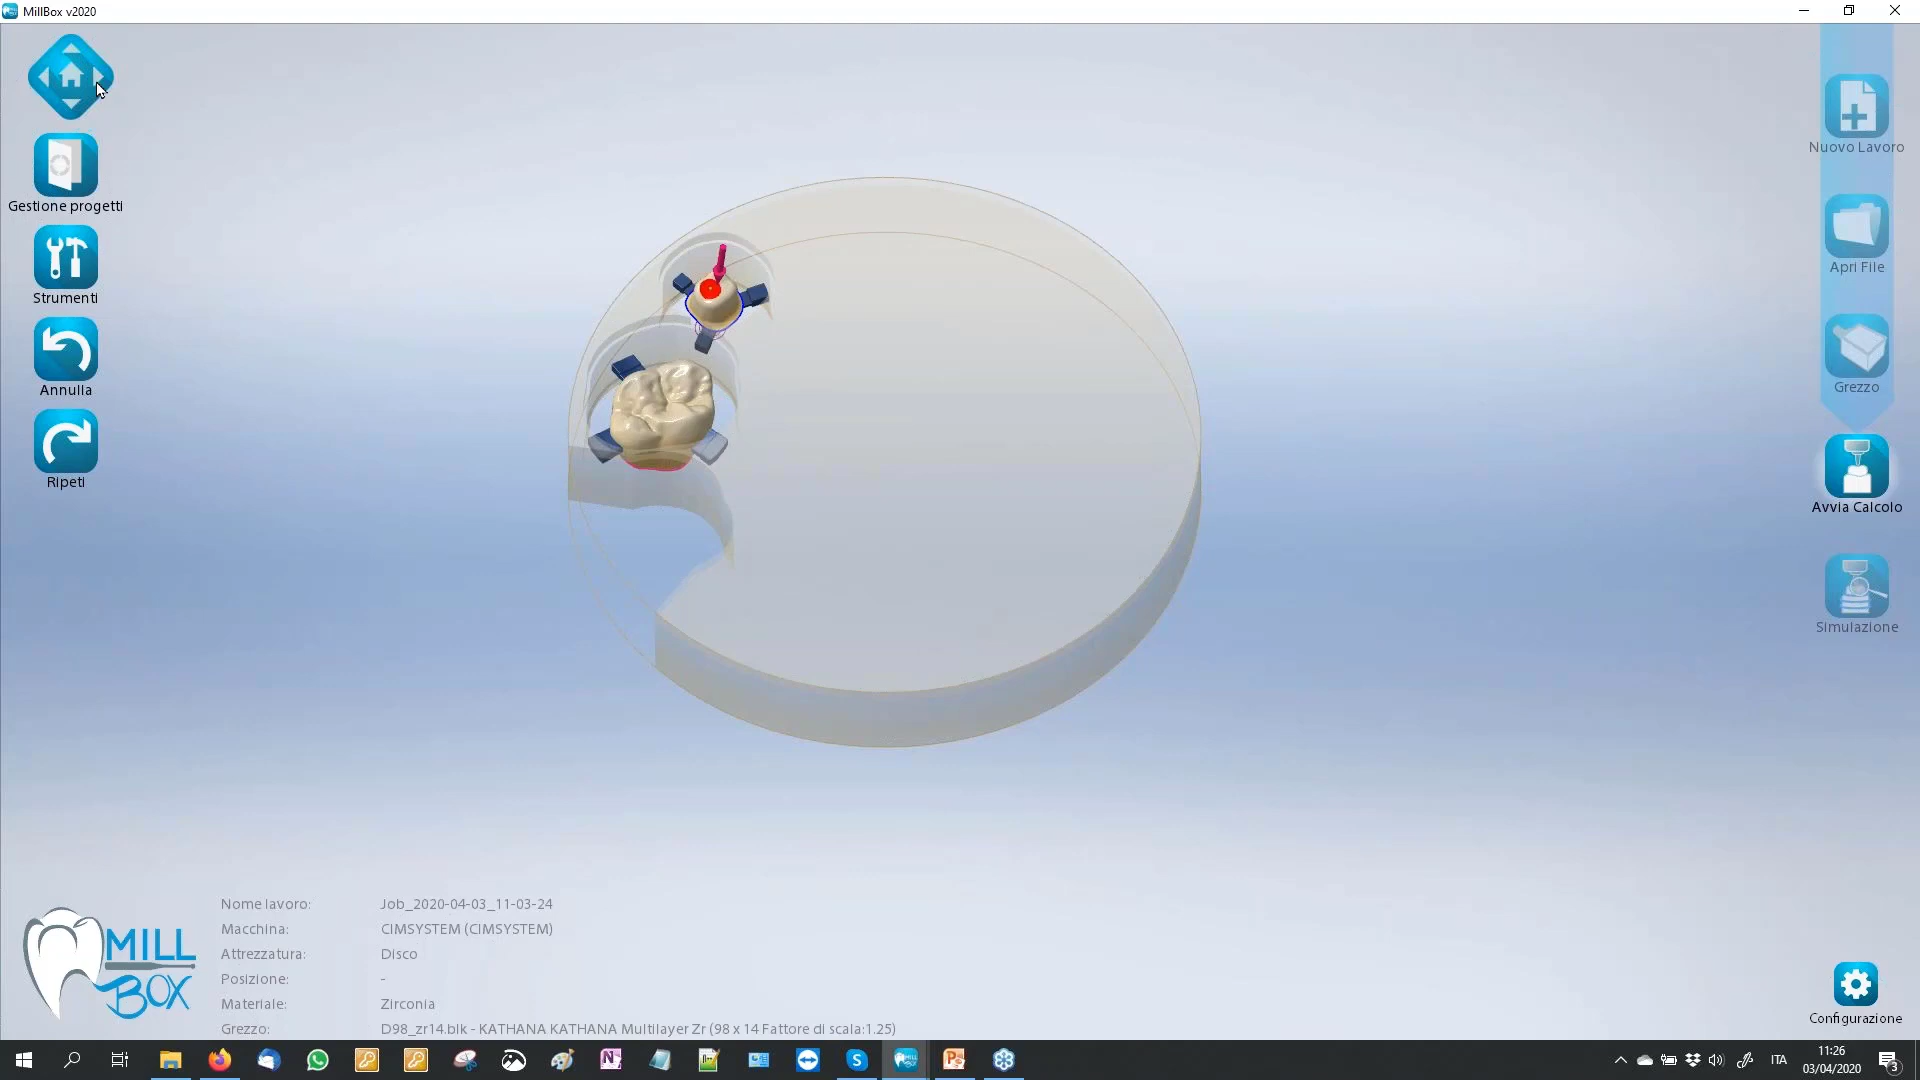 MillBox v2020
Gestione progetti
Strumenti
Annulla
Ripeti
Nuovo Lavoro
Apri File
Grezzo
Avvia Calcolo
Simulazione
Configurazione
MILL
BOX
Nome lavoro: Job_2020-04-03_11-03-24
Macchina: CIMSYSTEM (CIMSYSTEM)
Attrezzatura: Disco
Posizione: -
Materiale: Zirconia
Grezzo: D98_zr14.blk - KATHANA KATHANA Multilayer Zr (98 x 14 Fattore di scala:1.25)
ITA
11:26
03/04/2020
3